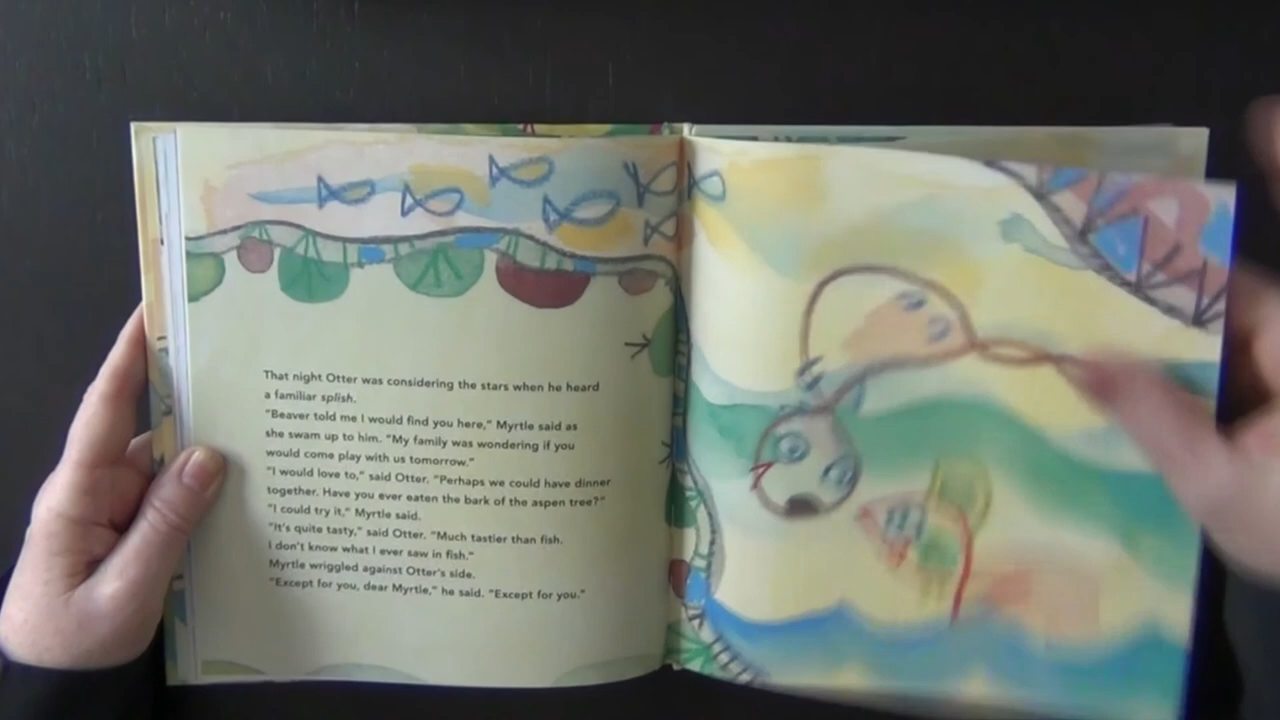 That night Otter was considering the stars when he heard
a familiar splish.
"Beaver told me I would find you here," Myrtle said as
she swam up to him. "My family was wondering if you
would come play with us tomorrow."
"I would love to," said Otter. "Perhaps we could have dinner
together. Have you ever eaten the bark of the aspen tree?"
"I could try it," Myrtle said.
"It's quite tasty," said Otter. "Much tastier than fish.
I don't know what I ever saw in fish."
Myrtle wriggled against Otter's side.
"Except for you, dear Myrtle," he said. "Except for you."